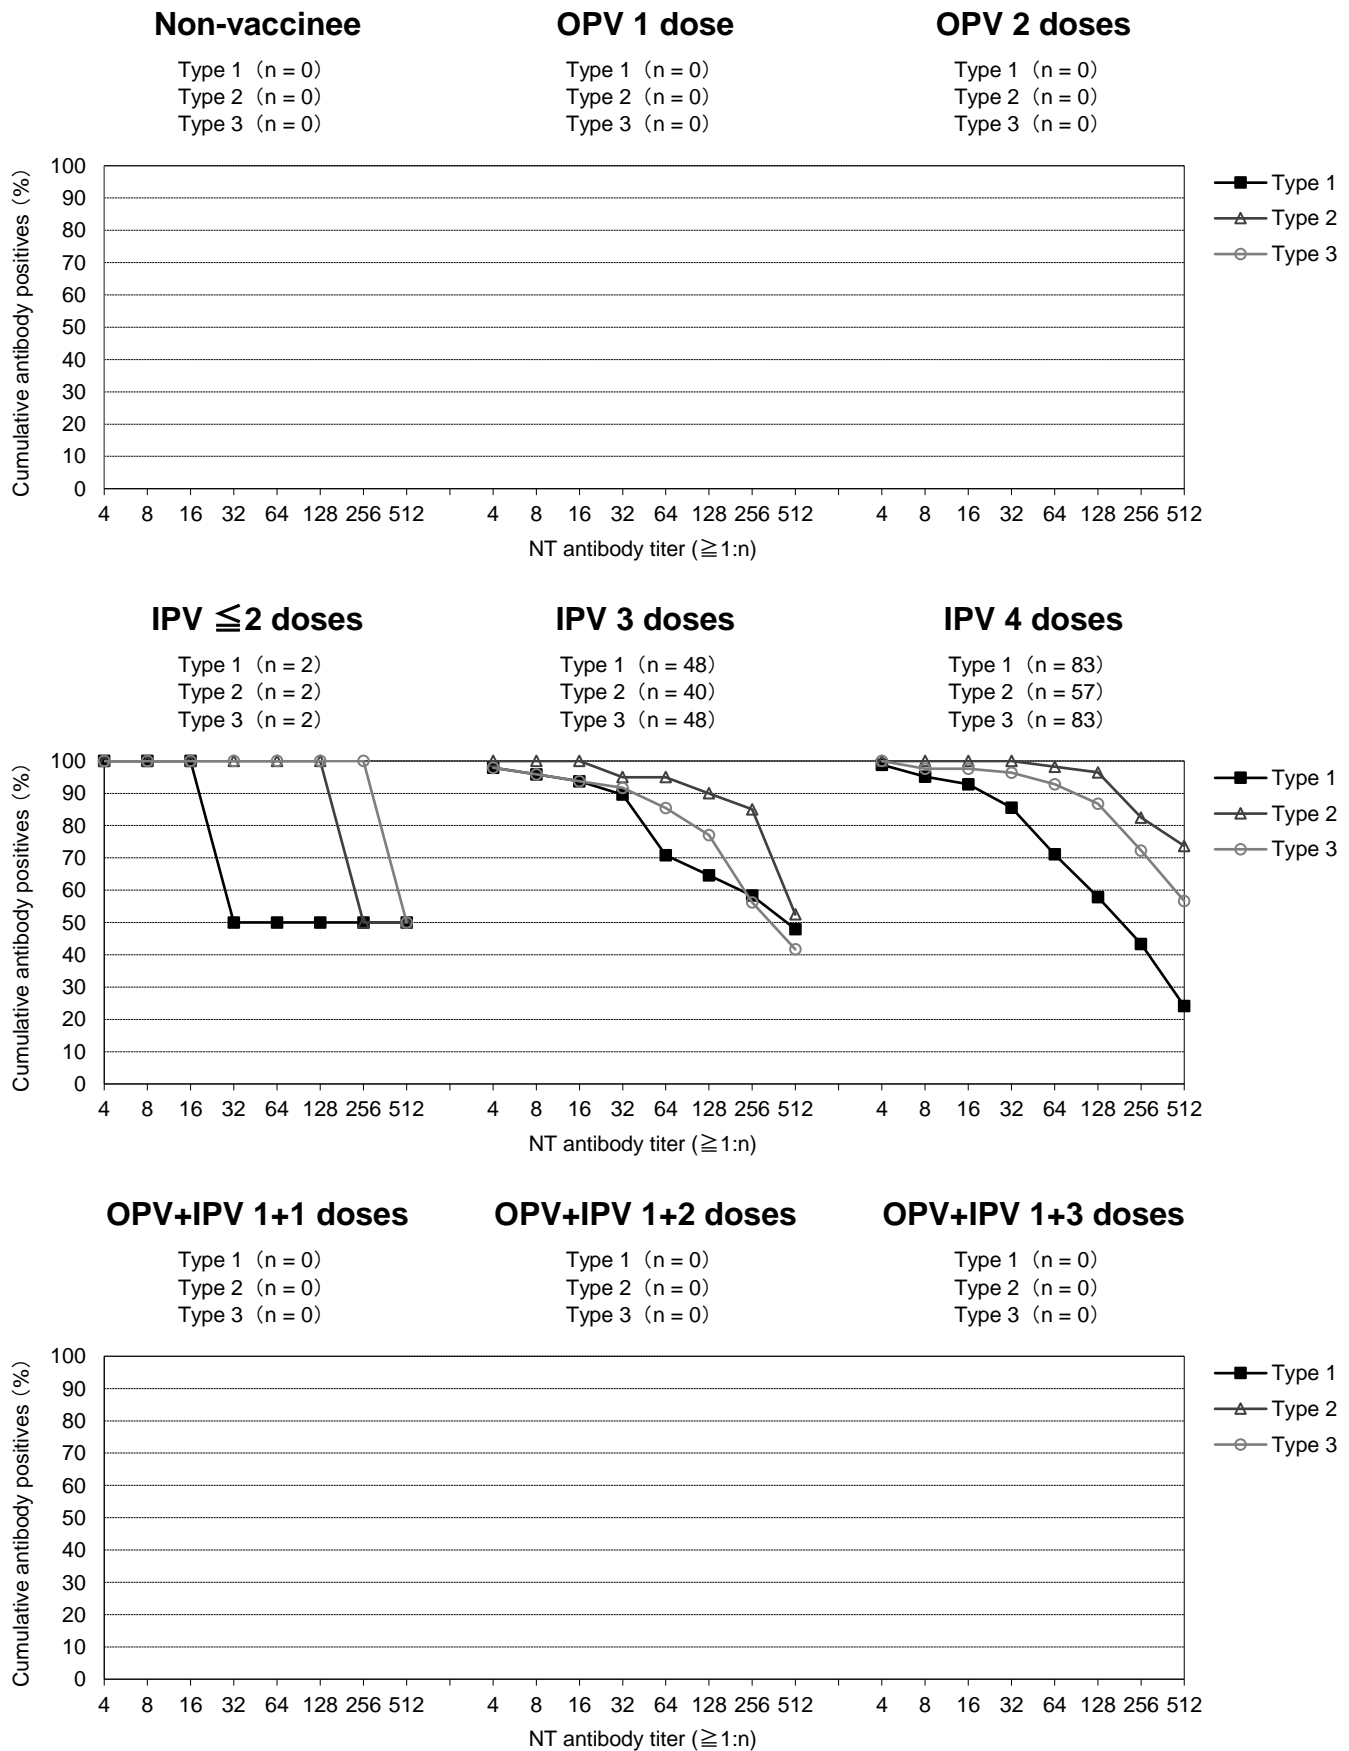 Non-vaccinee OPV 1 dose OPV 2 doses
Type 1（n = 0） Type 1（n = 0） Type 1（n = 0）
Type 2（n = 0） Type 2（n = 0） Type 2（n = 0）
Type 3（n = 0） Type 3（n = 0） Type 3（n = 0）
Cumulative antibody positives (%)
100
90
80
70
60
50
40
30
20
10
0
4 8 16 32 64 128 256 512 4 8 16 32 64 128 256 512 4 8 16 32 64 128 256 512
NT antibody titer (≧1:n)
Type 1
Type 2
Type 3
IPV ≦2 doses IPV 3 doses IPV 4 doses
Type 1（n = 2） Type 1（n = 48） Type 1（n = 83）
Type 2（n = 2） Type 2（n = 40） Type 2（n = 57）
Type 3（n = 2） Type 3（n = 48） Type 3（n = 83）
Cumulative antibody positives (%)
100
90
80
70
60
50
40
30
20
10
0
4 8 16 32 64 128 256 512 4 8 16 32 64 128 256 512 4 8 16 32 64 128 256 512
NT antibody titer (≧1:n)
Type 1
Type 2
Type 3
OPV+IPV 1+1 doses OPV+IPV 1+2 doses OPV+IPV 1+3 doses
Type 1（n = 0） Type 1（n = 0） Type 1（n = 0）
Type 2（n = 0） Type 2（n = 0） Type 2（n = 0）
Type 3（n = 0） Type 3（n = 0） Type 3（n = 0）
Cumulative antibody positives (%)
100
90
80
70
60
50
40
30
20
10
0
4 8 16 32 64 128 256 512 4 8 16 32 64 128 256 512 4 8 16 32 64 128 256 512
NT antibody titer (≧1:n)
Type 1
Type 2
Type 3